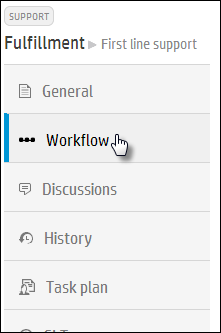 SUPPORT
Fulfillment ▶ First line support
General
Workflow
Discussions
History
Task plan